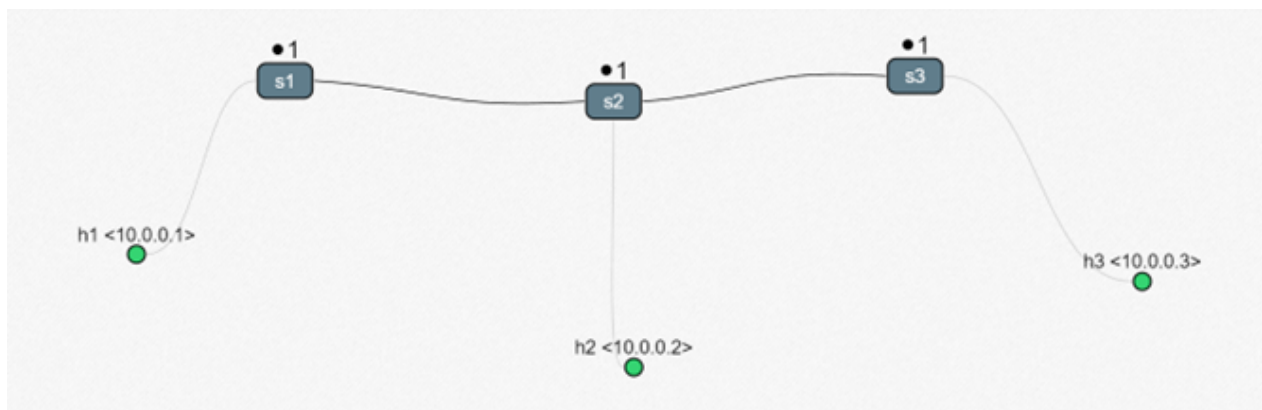 ●1
s1
●1
s2
●1
s3
h1 <10.0.0.1>
h2 <10.0.0.2>
h3 <10.0.0.3>